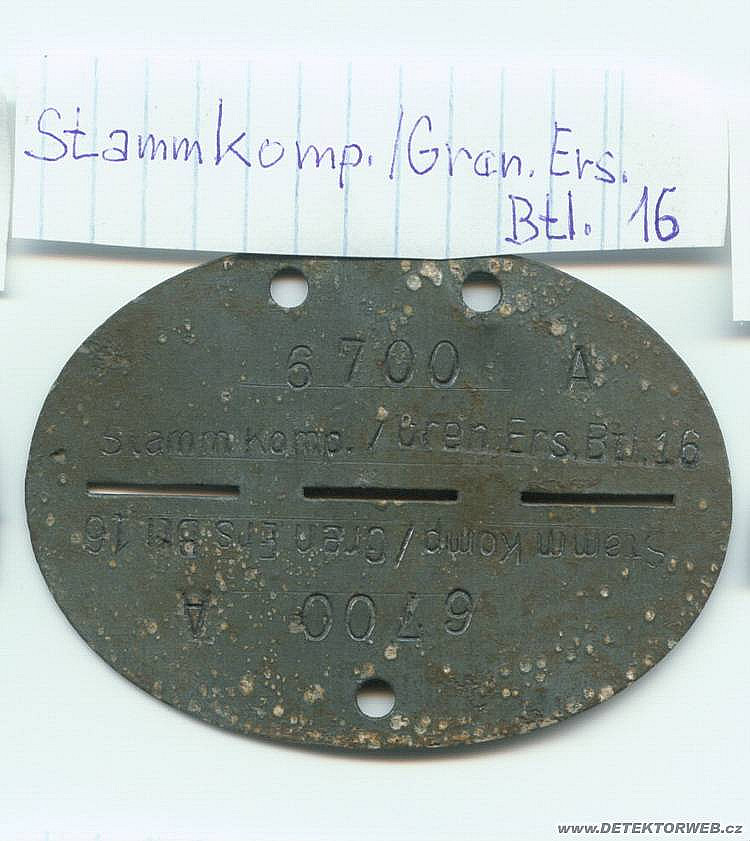 Stammkomp./Gran. Ers.
Btl. 16
6700 A
Stamm Komp./Gren.Ers.Btl.16
Stamm Komp/Gren Ers Btl 16
6700 A
www.DETEKTORWEB.cz